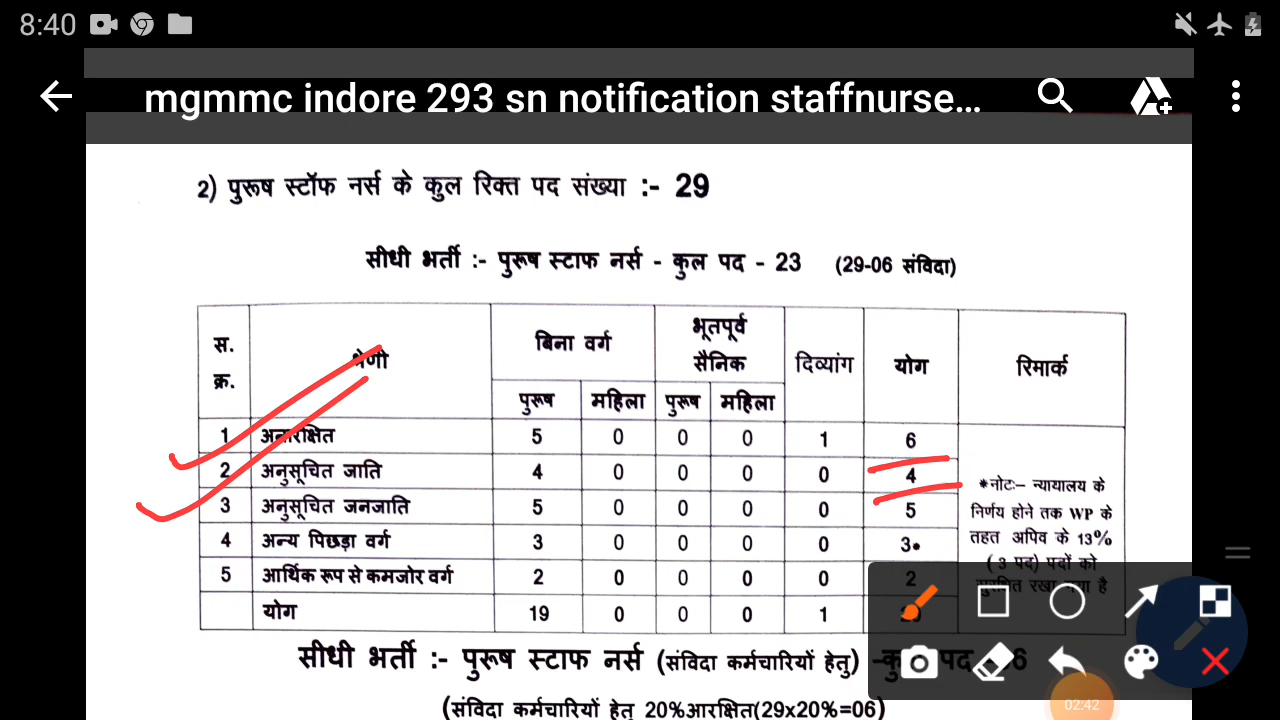 8:40
mgmmc indore 293 sn notification staffnurse...
2) पुरूष स्टॉफ नर्स के कुल रिक्त पद संख्या :- 29
सीधी भर्ती :- पुरूष स्टाफ नर्स - कुल पद - 23 (29-06 संविदा)
स. क्र. श्रेणी बिना वर्ग भूतपूर्व सैनिक दिव्यांग योग रिमार्क
पुरूष महिला पुरूष महिला
1 अनारक्षित 5 0 0 0 1 6
2 अनुसूचित जाति 4 0 0 0 0 4
3 अनुसूचित जनजाति 5 0 0 0 0 5
4 अन्य पिछड़ा वर्ग 3 0 0 0 0 3*
5 आर्थिक रूप से कमजोर वर्ग 2 0 0 0 0 2
योग 19 0 0 0 1
*नोटः– न्यायालय के
निर्णय होने तक WP के
तहत अपिव के 13%
( 3 पद) पदों को
सुरक्षित रखा गया है
सीधी भर्ती :- पुरूष स्टाफ नर्स (संविदा कर्मचारियों हेतु) -कुल पद - 6
(संविदा कर्मचारियों हेतु 20%आरक्षित(29x20%=06)
02:42